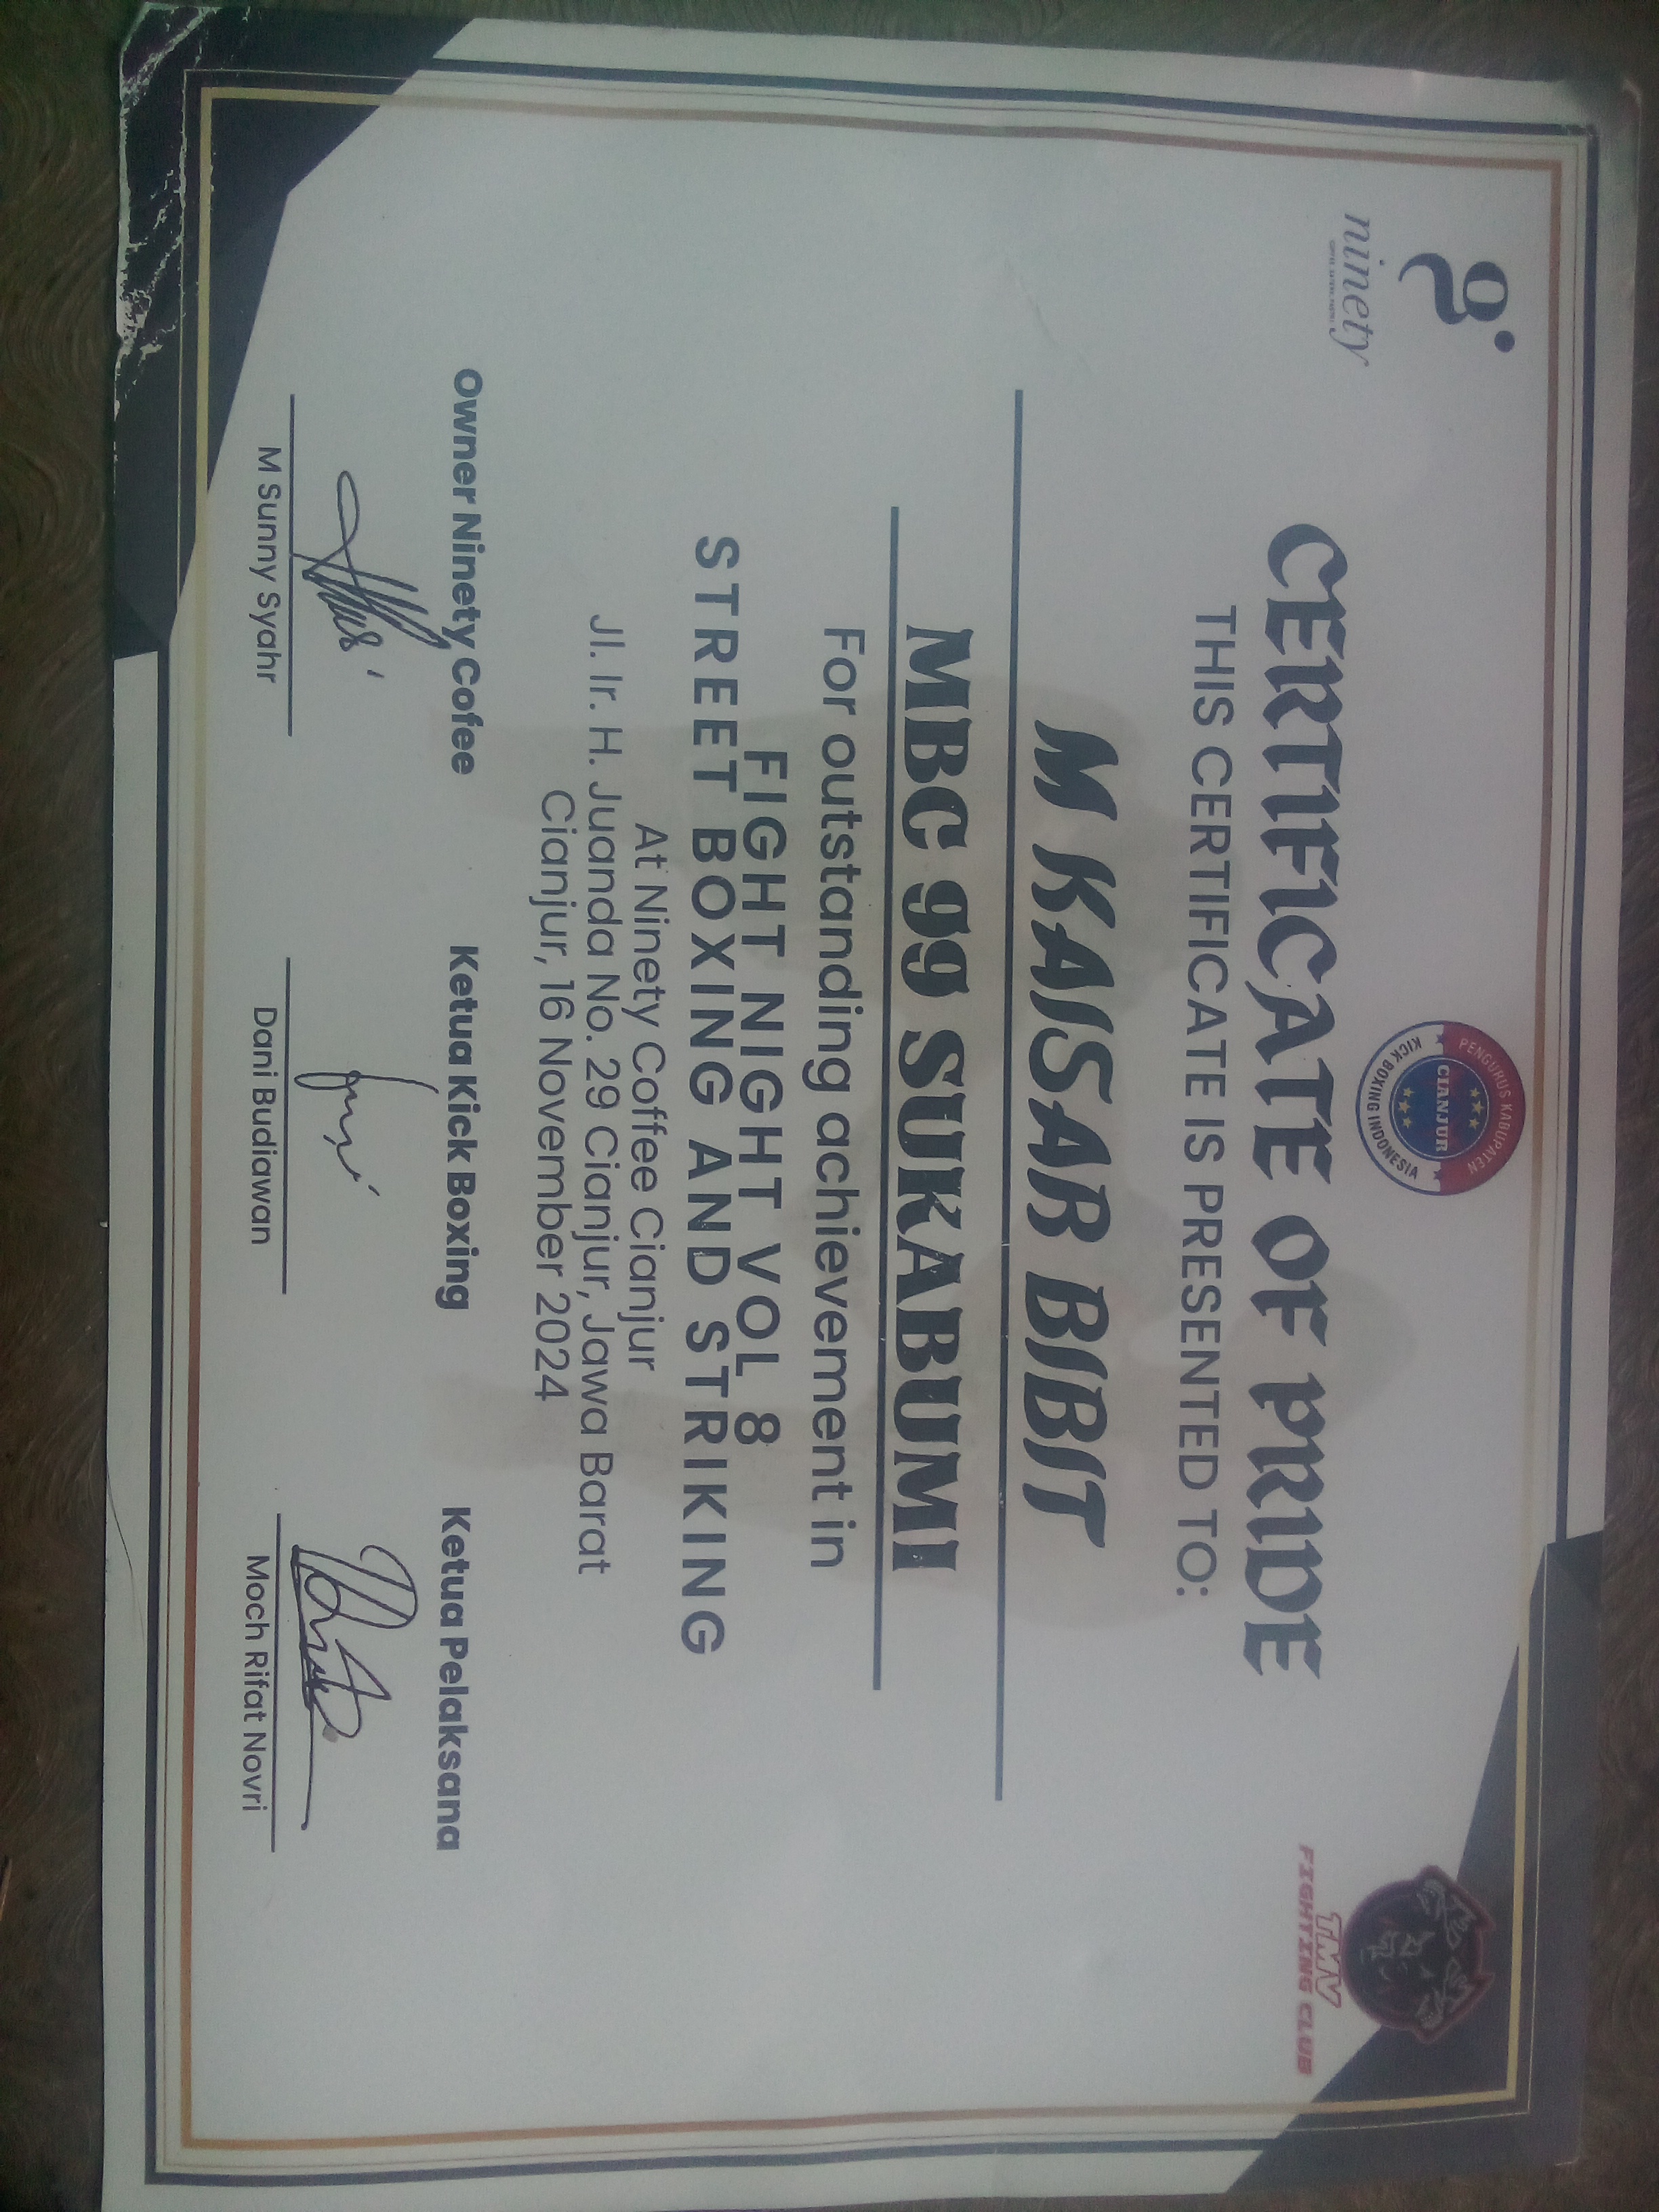 g
ninety
PENGURUS KABUPATEN
CIANJUR
KICK BOXING INDONESIA
TMV
FIGHTING CLUB
CERTIFICATE OF PRIDE
THIS CERTIFICATE IS PRESENTED TO:
M KAISAR BIBIT
MBC 99 SUKABUMI
For outstanding achievement in
FIGHT NIGHT VOL 8
STREET BOXING AND STRIKING
At Ninety Coffee Cianjur
Jl. Ir. H. Juanda No. 29 Cianjur, Jawa Barat
Cianjur, 16 November 2024
Owner Ninety Cofee
Ketua Kick Boxing
Ketua Pelaksana
M Sunny Syahr
Dani Budiawan
Moch Rifat Novri